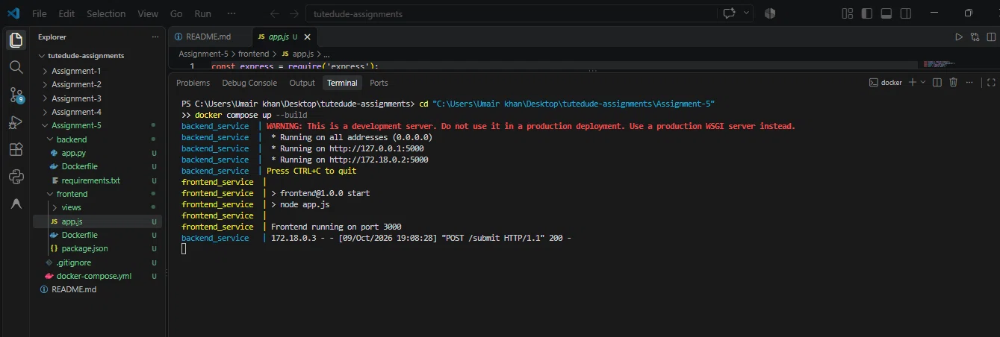 File Edit Selection View Go Run ··· tutedude-assignments
Explorer ···
tutedude-assignments
Assignment-1
Assignment-2
Assignment-3
Assignment-4
Assignment-5
backend
app.py U
Dockerfile U
requirements.txt U
frontend
views
JS app.js U
Dockerfile U
{} package.json U
.gitignore U
docker-compose.yml U
README.md
README.md JS app.js U
Assignment-5 > frontend > JS app.js > ...
1 const express = require('express');
Problems Debug Console Output Terminal Ports docker
PS C:\Users\Umair khan\Desktop\tutedude-assignments> cd "C:\Users\Umair khan\Desktop\tutedude-assignments\Assignment-5"
>> docker compose up --build
backend_service | WARNING: This is a development server. Do not use it in a production deployment. Use a production WSGI server instead.
backend_service | * Running on all addresses (0.0.0.0)
backend_service | * Running on http://127.0.0.1:5000
backend_service | * Running on http://172.18.0.2:5000
backend_service | Press CTRL+C to quit
frontend_service |
frontend_service | > frontend@1.0.0 start
frontend_service | > node app.js
frontend_service |
frontend_service | Frontend running on port 3000
backend_service | 172.18.0.3 - - [09/Oct/2026 19:08:28] "POST /submit HTTP/1.1" 200 -
9